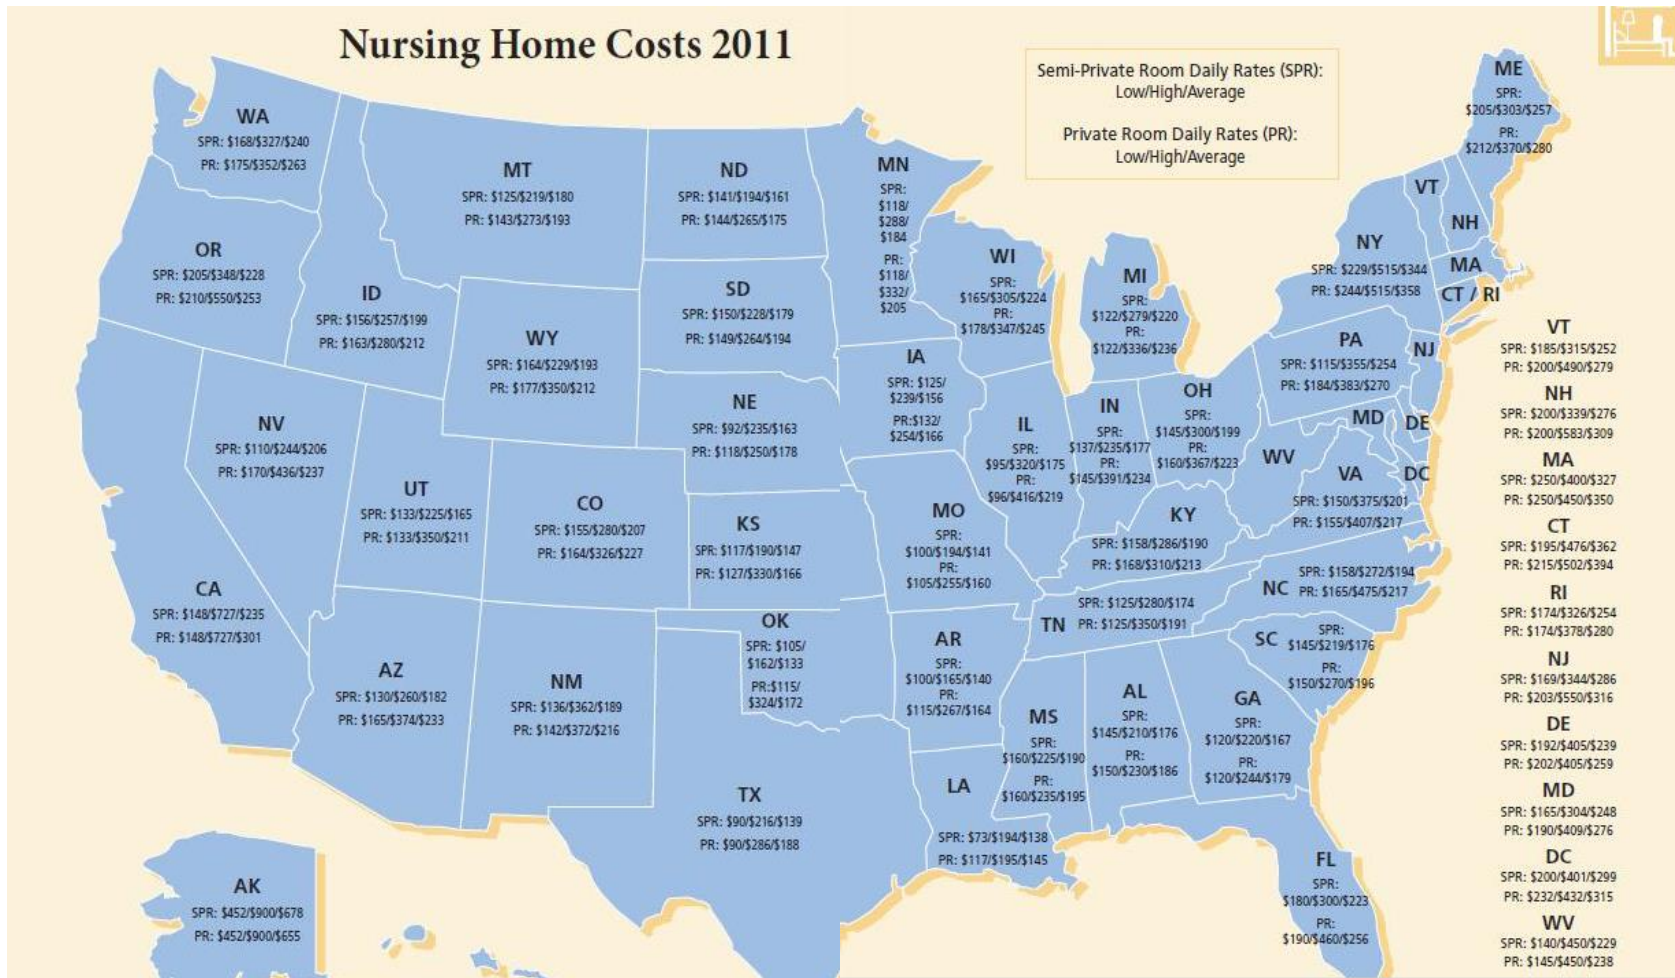 Nursing Home Costs 2011
Semi-Private Room Daily Rates (SPR):
Low/High/Average
Private Room Daily Rates (PR):
Low/High/Average
WA
SPR: $168/$327/$240
PR: $175/$352/$263
OR
SPR: $205/$348/$228
PR: $210/$550/$253
ID
SPR: $156/$257/$199
PR: $163/$280/$212
MT
SPR: $125/$219/$180
PR: $143/$273/$193
ND
SPR: $141/$194/$161
PR: $144/$265/$175
SD
SPR: $150/$228/$179
PR: $149/$264/$194
WY
SPR: $164/$229/$193
PR: $177/$350/$212
NE
SPR: $92/$235/$163
PR: $118/$250/$178
NV
SPR: $110/$244/$206
PR: $170/$436/$237
UT
SPR: $133/$225/$165
PR: $133/$350/$211
CO
SPR: $155/$280/$207
PR: $164/$326/$227
KS
SPR: $117/$190/$147
PR: $127/$330/$166
CA
SPR: $148/$727/$235
PR: $148/$727/$301
AZ
SPR: $130/$260/$182
PR: $165/$374/$233
NM
SPR: $136/$362/$189
PR: $142/$372/$216
OK
SPR: $105/
$162/$133
PR:$115/
$324/$172
TX
SPR: $90/$216/$139
PR: $90/$286/$188
AK
SPR: $452/$900/$678
PR: $452/$900/$655
MN
SPR:
$118/
$288/
$184
PR:
$118/
$332/
$205
WI
SPR:
$165/$305/$224
PR:
$178/$347/$245
MI
SPR:
$122/$279/$220
PR:
$122/$336/$236
IA
SPR: $125/
$239/$156
PR:$132/
$254/$166
IL
SPR:
$95/$320/$175
PR:
$96/$416/$219
IN
SPR:
$137/$235/$177
PR:
$145/$391/$234
OH
SPR:
$145/$300/$199
PR:
$160/$367/$223
MO
SPR:
$100/$194/$141
PR:
$105/$255/$160
KY
SPR: $158/$286/$190
PR: $168/$310/$213
TN
SPR: $125/$280/$174
PR: $125/$350/$191
AR
SPR:
$100/$165/$140
PR:
$115/$267/$164
MS
SPR:
$160/$225/$190
PR:
$160/$235/$195
AL
SPR:
$145/$210/$176
PR:
$150/$230/$186
GA
SPR:
$120/$220/$167
PR:
$120/$244/$179
LA
SPR: $73/$194/$138
PR: $117/$195/$145
FL
SPR:
$180/$300/$223
PR:
$190/$460/$256
SC
SPR:
$145/$219/$176
PR:
$150/$270/$196
NC
SPR: $158/$272/$194
PR: $165/$475/$217
VA
SPR: $150/$375/$201
PR: $155/$407/$217
WV
MD
DE
DC
PA
SPR: $115/$355/$254
PR: $184/$383/$270
NJ
NY
SPR: $229/$515/$344
PR: $244/$515/$358
VT
NH
MA
CT / RI
ME
SPR:
$205/$303/$257
PR:
$212/$370/$280
VT
SPR: $185/$315/$252
PR: $200/$490/$279
NH
SPR: $200/$339/$276
PR: $200/$583/$309
MA
SPR: $250/$400/$327
PR: $250/$450/$350
CT
SPR: $195/$476/$362
PR: $215/$502/$394
RI
SPR: $174/$326/$254
PR: $174/$378/$280
NJ
SPR: $169/$344/$286
PR: $203/$550/$316
DE
SPR: $192/$405/$239
PR: $202/$405/$259
MD
SPR: $165/$304/$248
PR: $190/$409/$276
DC
SPR: $200/$401/$299
PR: $232/$432/$315
WV
SPR: $140/$450/$229
PR: $145/$450/$238